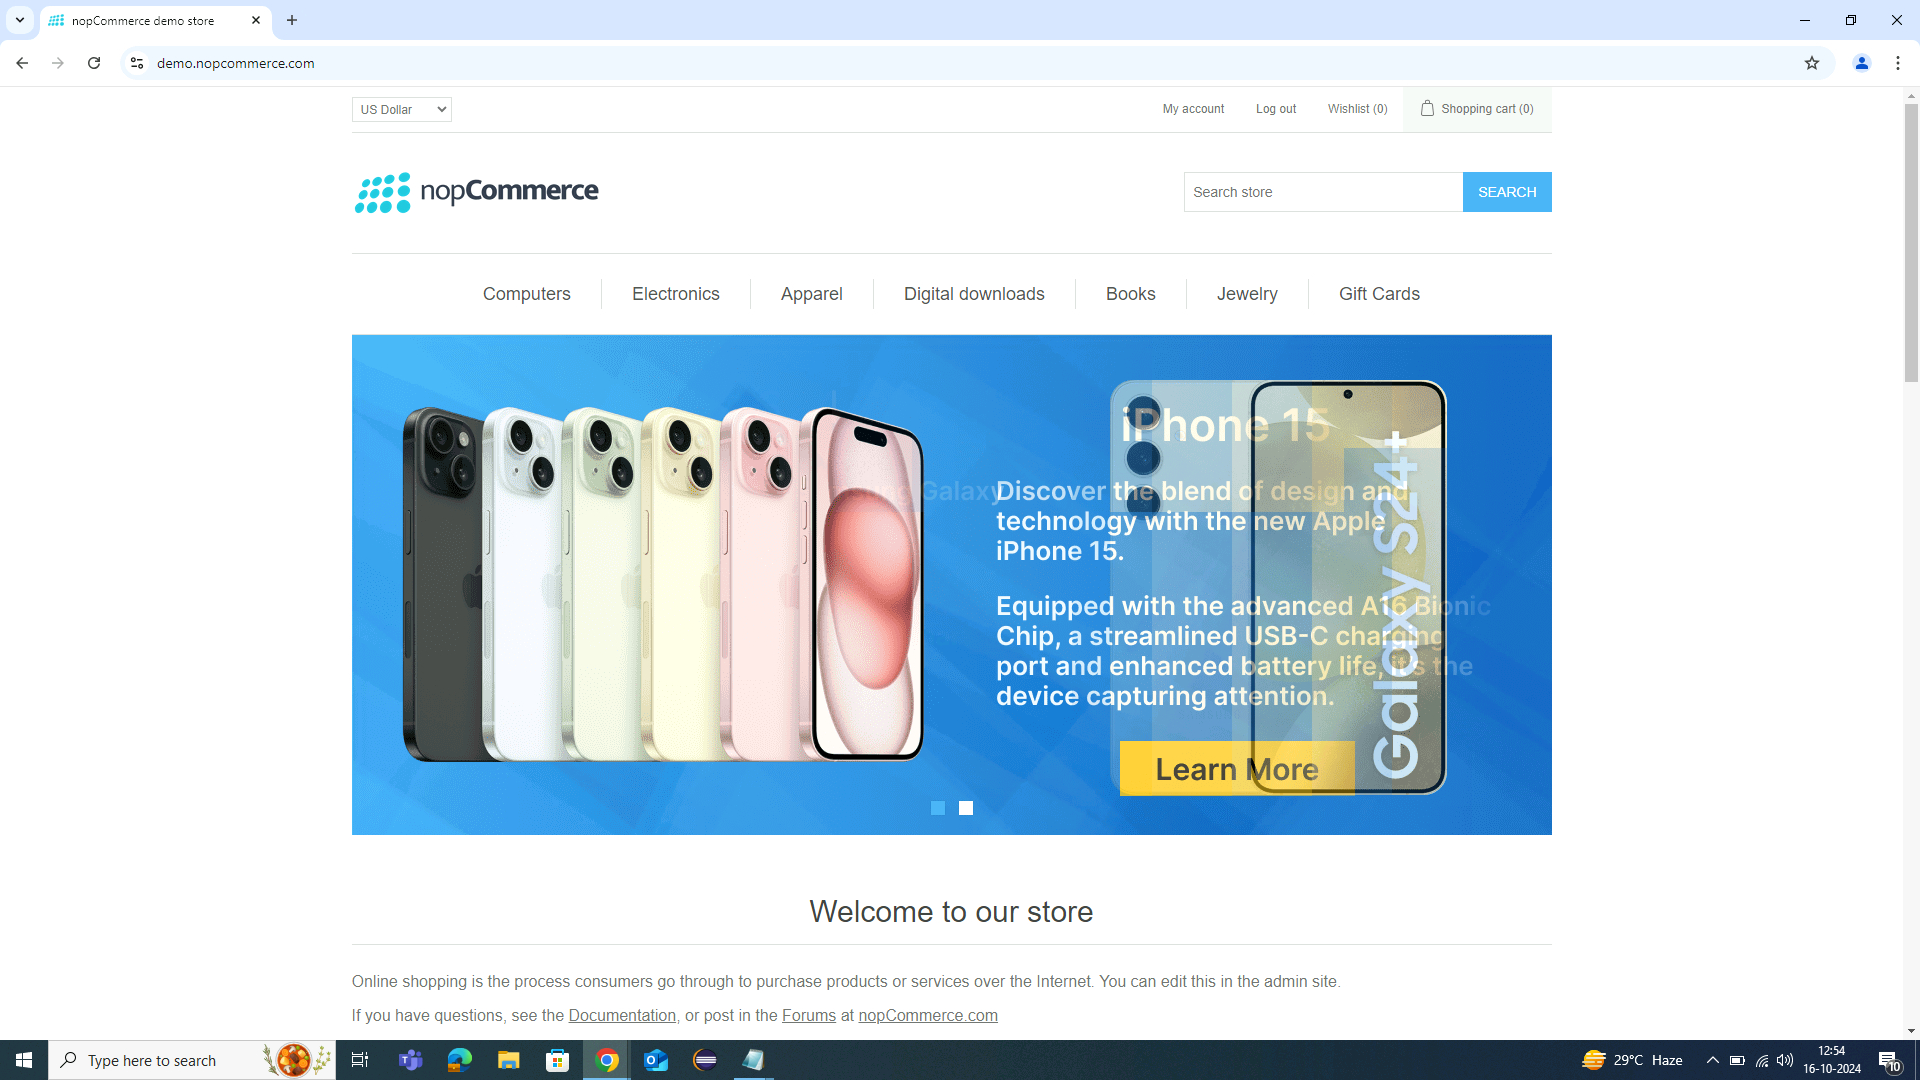 nopCommerce demo store
demo.nopcommerce.com
US Dollar
My account
Log out
Wishlist (0)
Shopping cart (0)
nopCommerce
Search store
SEARCH
Computers
Electronics
Apparel
Digital downloads
Books
Jewelry
Gift Cards
iPhone 15
Galaxy
Discover the blend of design and
technology with the new Apple
iPhone 15.
Equipped with the advanced A16 Bionic
Chip, a streamlined USB-C charging
port and enhanced battery life, it's the
device capturing attention.
Learn More
Galaxy S24+
Welcome to our store
Online shopping is the process consumers go through to purchase products or services over the Internet. You can edit this in the admin site.
If you have questions, see the Documentation, or post in the Forums at nopCommerce.com
Type here to search
29°C Haze
12:54
16-10-2024
10